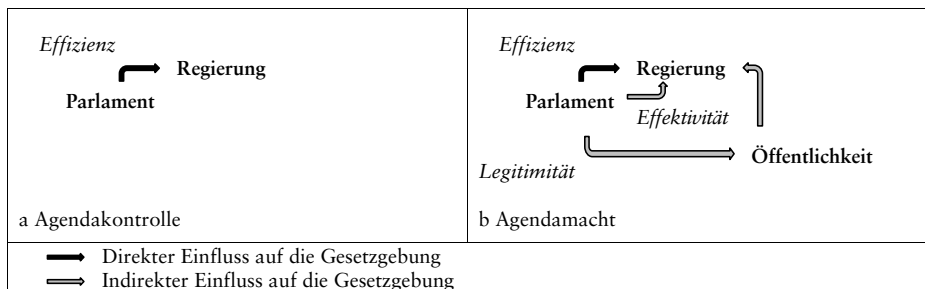 Effizienz
Regierung
Parlament
a Agendakontrolle
Effizienz
Regierung
Parlament
Effektivität
Öffentlichkeit
Legitimität
b Agendamacht
Direkter Einfluss auf die Gesetzgebung
Indirekter Einfluss auf die Gesetzgebung